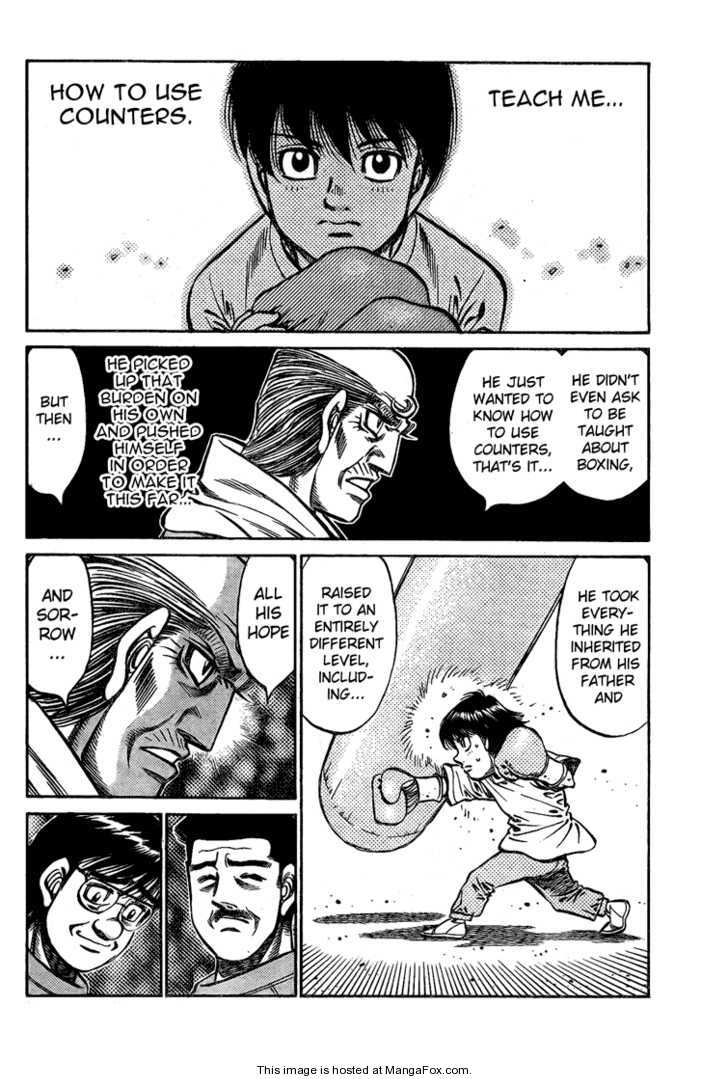 TEACH ME...
HOW TO USE
COUNTERS.
HE DIDN'T
EVEN ASK
TO BE
TAUGHT
ABOUT
BOXING,
HE JUST
WANTED TO
KNOW HOW
TO USE
COUNTERS,
THAT'S IT...
HE PICKED
UP THAT
BURDEN ON
HIS OWN
AND PUSHED
HIMSELF
IN ORDER
TO MAKE IT
THIS FAR...
BUT
THEN
...
HE TOOK
EVERY-
THING HE
INHERITED
FROM HIS
FATHER
AND
RAISED
IT TO AN
ENTIRELY
DIFFERENT
LEVEL,
INCLUD-
ING...
ALL
HIS
HOPE
AND
SOR-
ROW
...
This image is hosted at MangaFox.com.